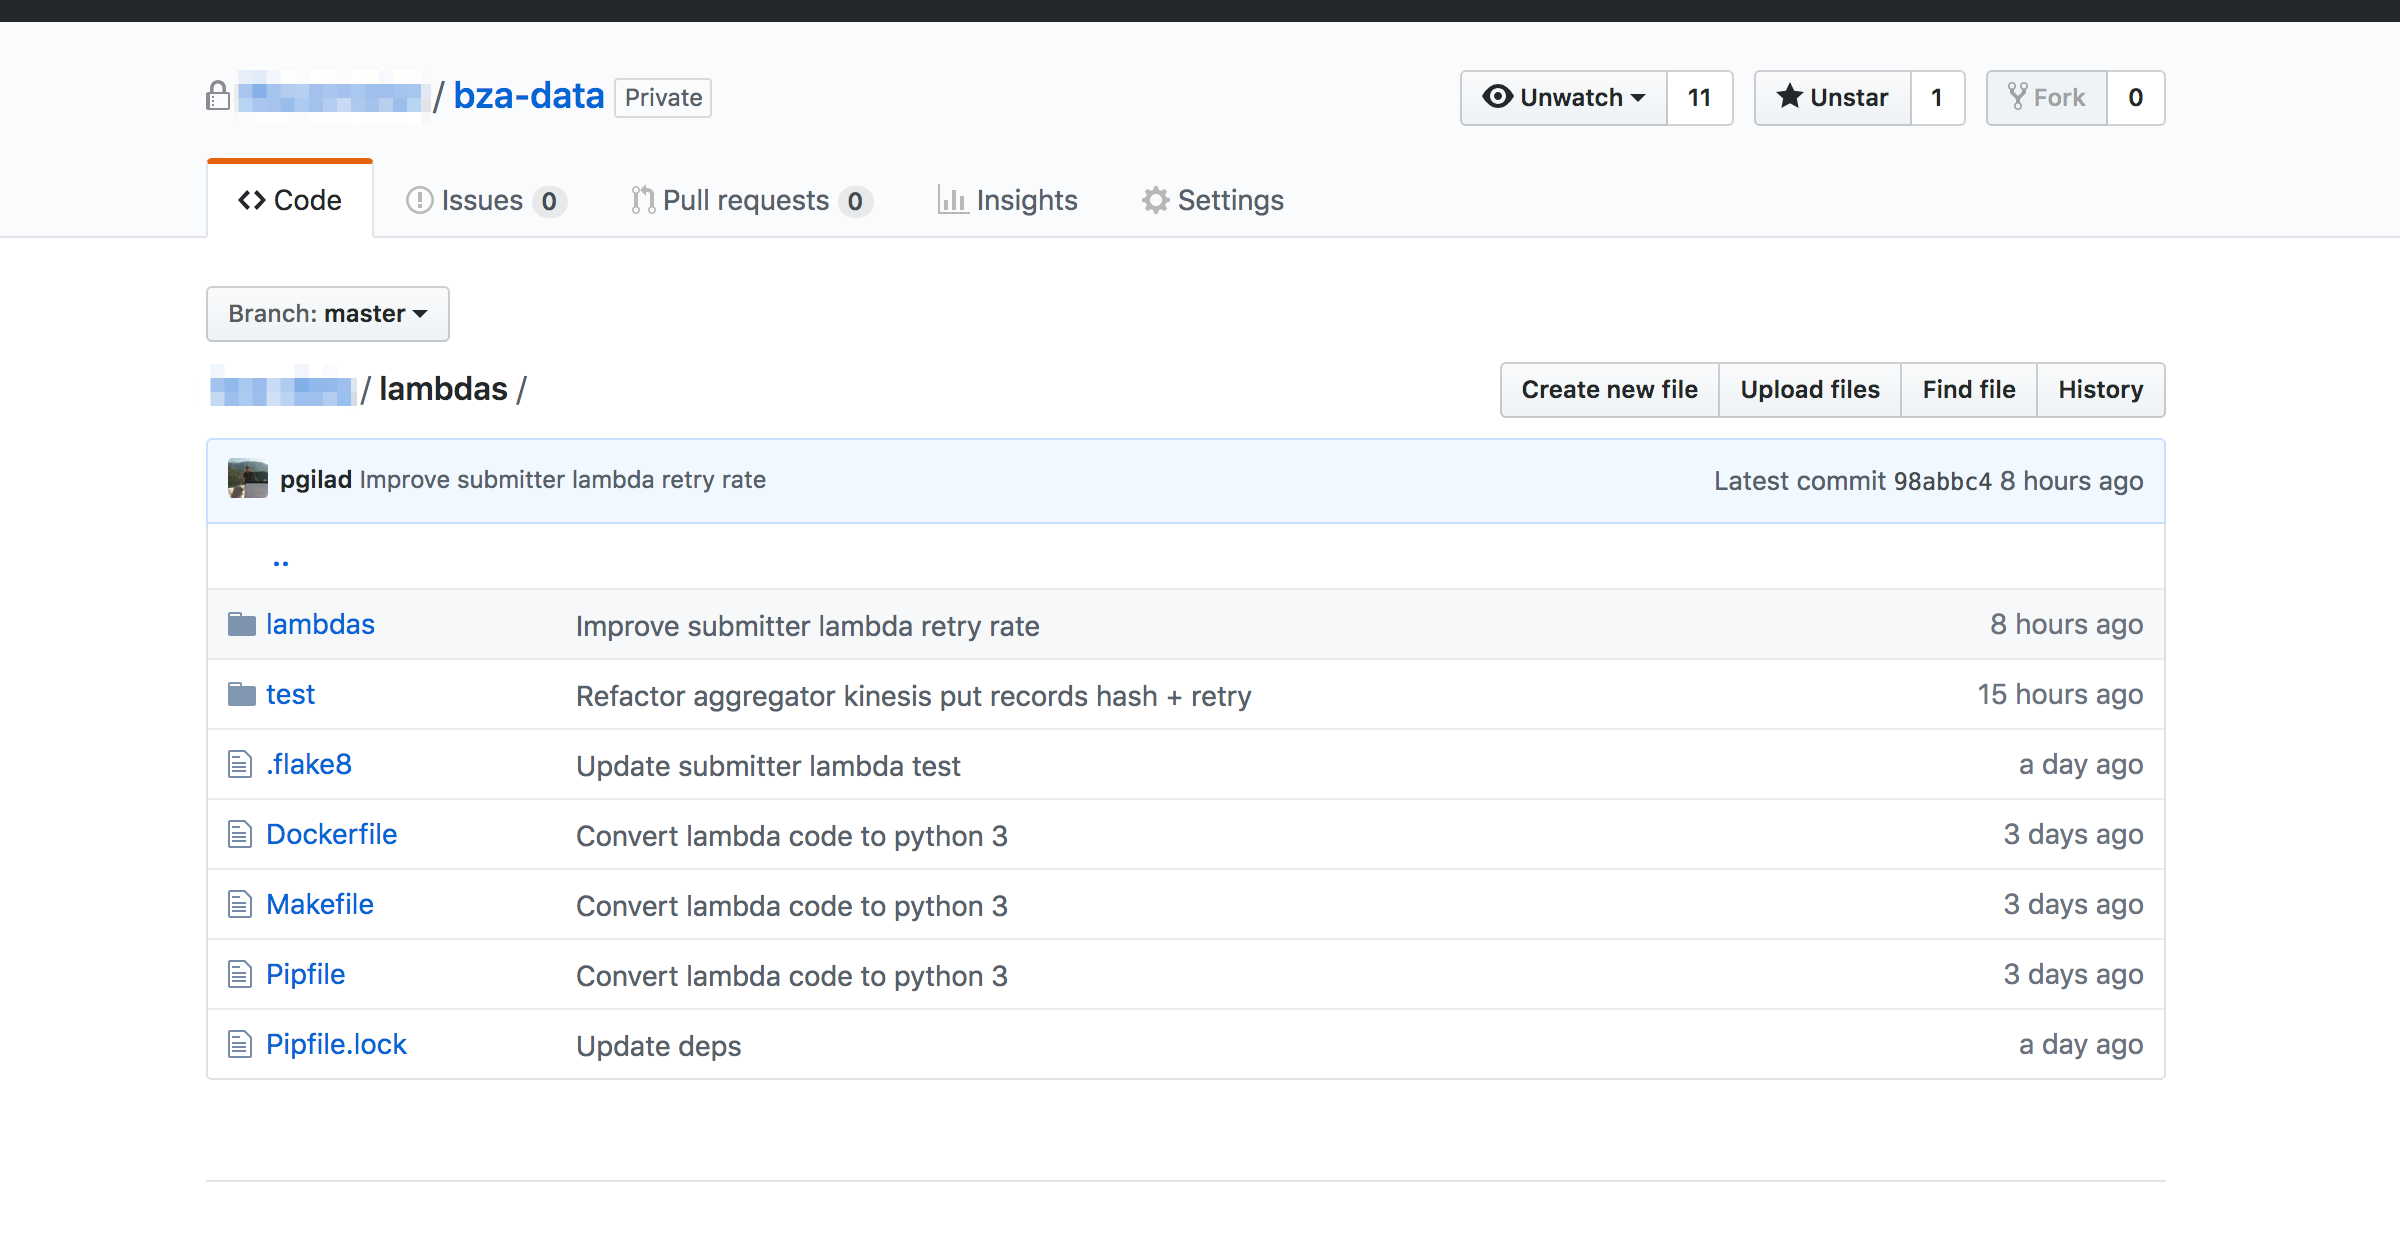 / bza-data Private Unwatch 11 Unstar 1 Fork 0
Code Issues 0 Pull requests 0 Insights Settings
Branch: master
/ lambdas / Create new file Upload files Find file History
pgilad Improve submitter lambda retry rate Latest commit 98abbc4 8 hours ago
..
lambdas Improve submitter lambda retry rate 8 hours ago
test Refactor aggregator kinesis put records hash + retry 15 hours ago
.flake8 Update submitter lambda test a day ago
Dockerfile Convert lambda code to python 3 3 days ago
Makefile Convert lambda code to python 3 3 days ago
Pipfile Convert lambda code to python 3 3 days ago
Pipfile.lock Update deps a day ago